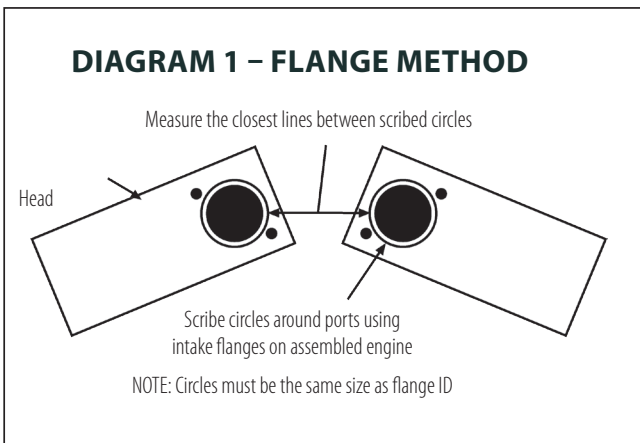 DIAGRAM 1 – FLANGE METHOD
Measure the closest lines between scribed circles
Head
Scribe circles around ports using
intake flanges on assembled engine
NOTE: Circles must be the same size as flange ID